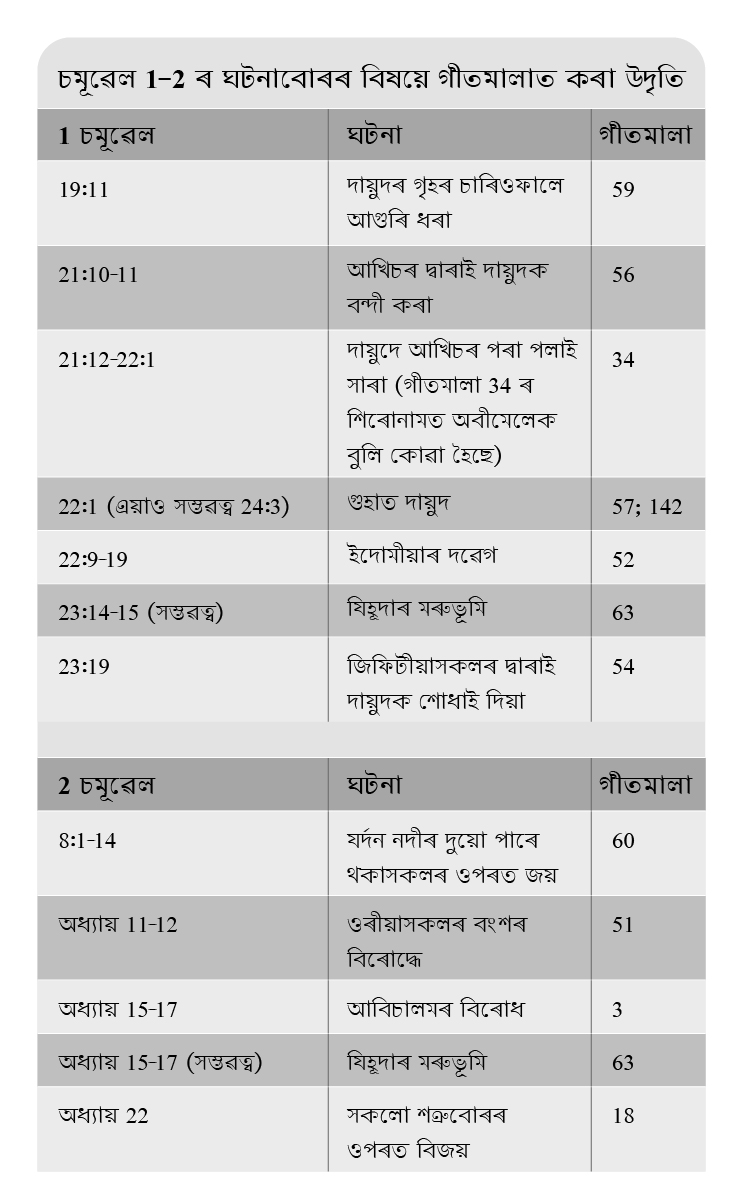 চমূৱেল 1-2 ৰ ঘটনাবোৰৰ বিষয়ে গীতমালাত কৰা উদৃতি
1 চমূৱেল ঘটনা গীতমালা
19:11 দায়ুদৰ গৃহৰ চাৰিওফালে 59
আগুৰি ধৰা
21:10-11 আখিচৰ দ্বাৰাই দায়ুদক 56
বন্দী কৰা
21:12-22:1 দায়ুদে আখিচৰ পৰা পলাই 34
সাৰা (গীতমালা 34 ৰ
শিৰোনামত অবীমেলেক
বুলি কোৱা হৈছে)
22:1 (এয়াও সম্ভৱত্ব 24:3) গুহাত দায়ুদ 57; 142
22:9-19 ইদোমীয়াৰ দৱেগ 52
23:14-15 (সম্ভৱত্ব) যিহূদাৰ মৰুভূমি 63
23:19 জিফিটীয়াসকলৰ দ্বাৰাই 54
দায়ুদক শোধাই দিয়া
2 চমূৱেল ঘটনা গীতমালা
8:1-14 যৰ্দন নদীৰ দুয়ো পাৰে 60
থকাসকলৰ ওপৰত জয়
অধ্যায় 11-12 ওৰীয়াসকলৰ বংশৰ 51
বিৰোদ্ধে
অধ্যায় 15-17 আবিচালমৰ বিৰোধ 3
অধ্যায় 15-17 (সম্ভৱত্ব) যিহূদাৰ মৰুভূমি 63
অধ্যায় 22 সকলো শত্ৰুবোৰৰ 18
ওপৰত বিজয়